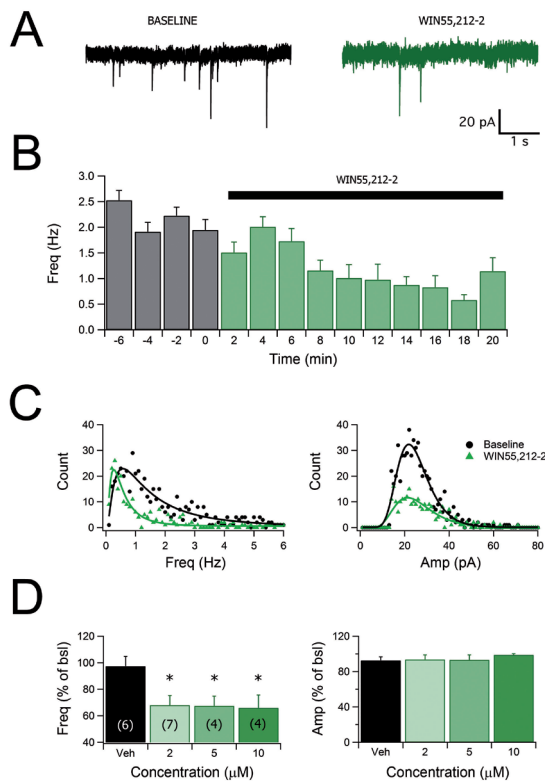 A
BASELINE
WIN55,212-2
20 pA
1 s
B
WIN55,212-2
Freq (Hz)
3.0
2.5
2.0
1.5
1.0
0.5
0.0
-6 -4 -2 0 2 4 6 8 10 12 14 16 18 20
Time (min)
C
Count
40
30
20
10
0
0 1 2 3 4 5 6
Freq (Hz)
Count
40
30
20
10
0
0 20 40 60 80
Amp (pA)
Baseline
WIN55,212-2
D
Freq (% of bsl)
120
100
80
60
40
* * *
(6) (7) (4) (4)
Veh 2 5 10
Concentration (μM)
Amp (% of bsl)
120
80
40
0
Veh 2 5 10
Concentration (μM)